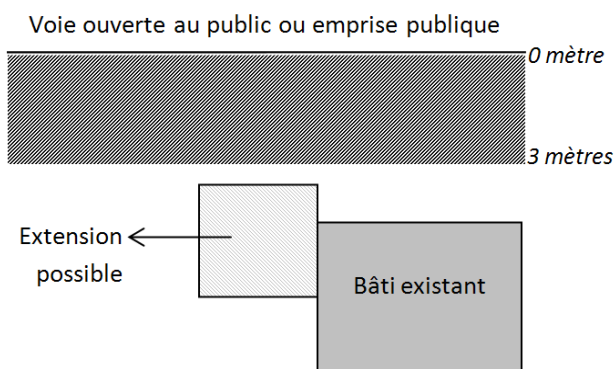 Voie ouverte au public ou emprise publique
0 mètre
3 mètres
Extension
possible
Bâti existant